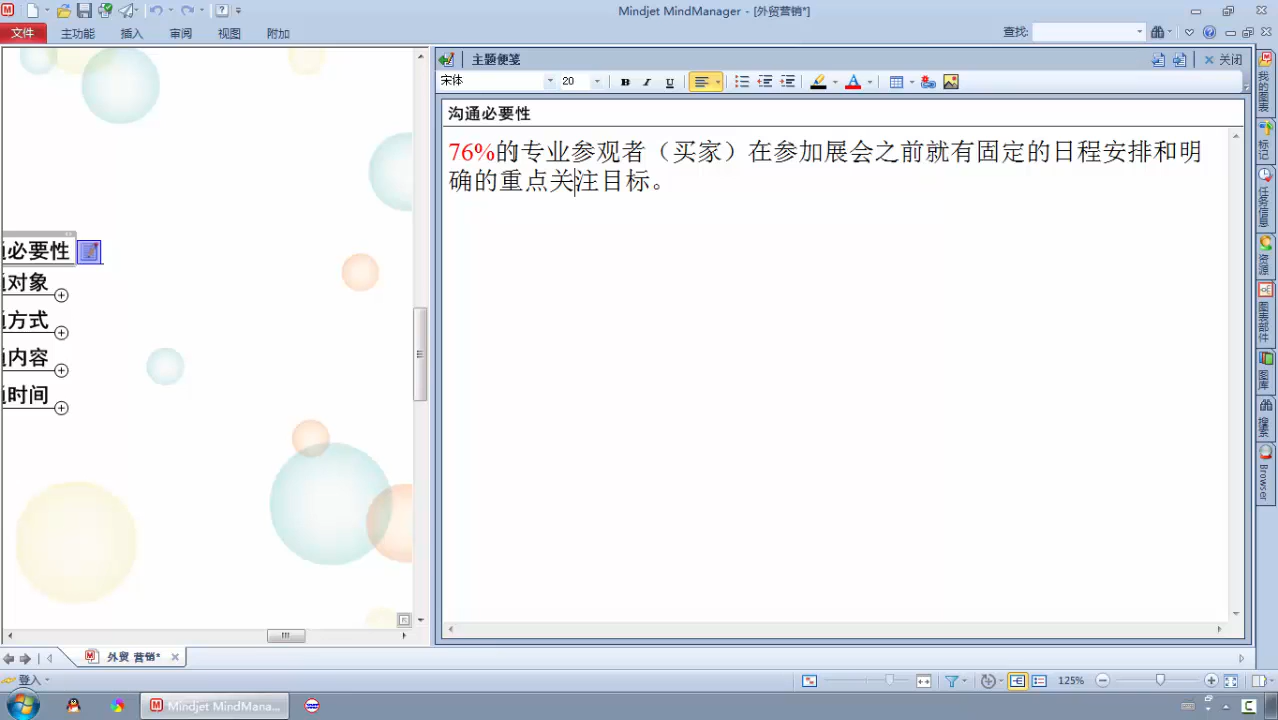 Mindjet MindManager - [外贸营销*]
文件 主功能 插入 审阅 视图 附加 查找:
主题便笺 关闭
宋体 20 B I U A
沟通必要性
76%的专业参观者（买家）在参加展会之前就有固定的日程安排和明
确的重点关注目标。
必要性
对象
方式
内容
时间
我的图表
标记
任务信息
资源
图表部件
图库
搜索
Browser
外贸 营销*
登入 125%
Mindjet MindMana...